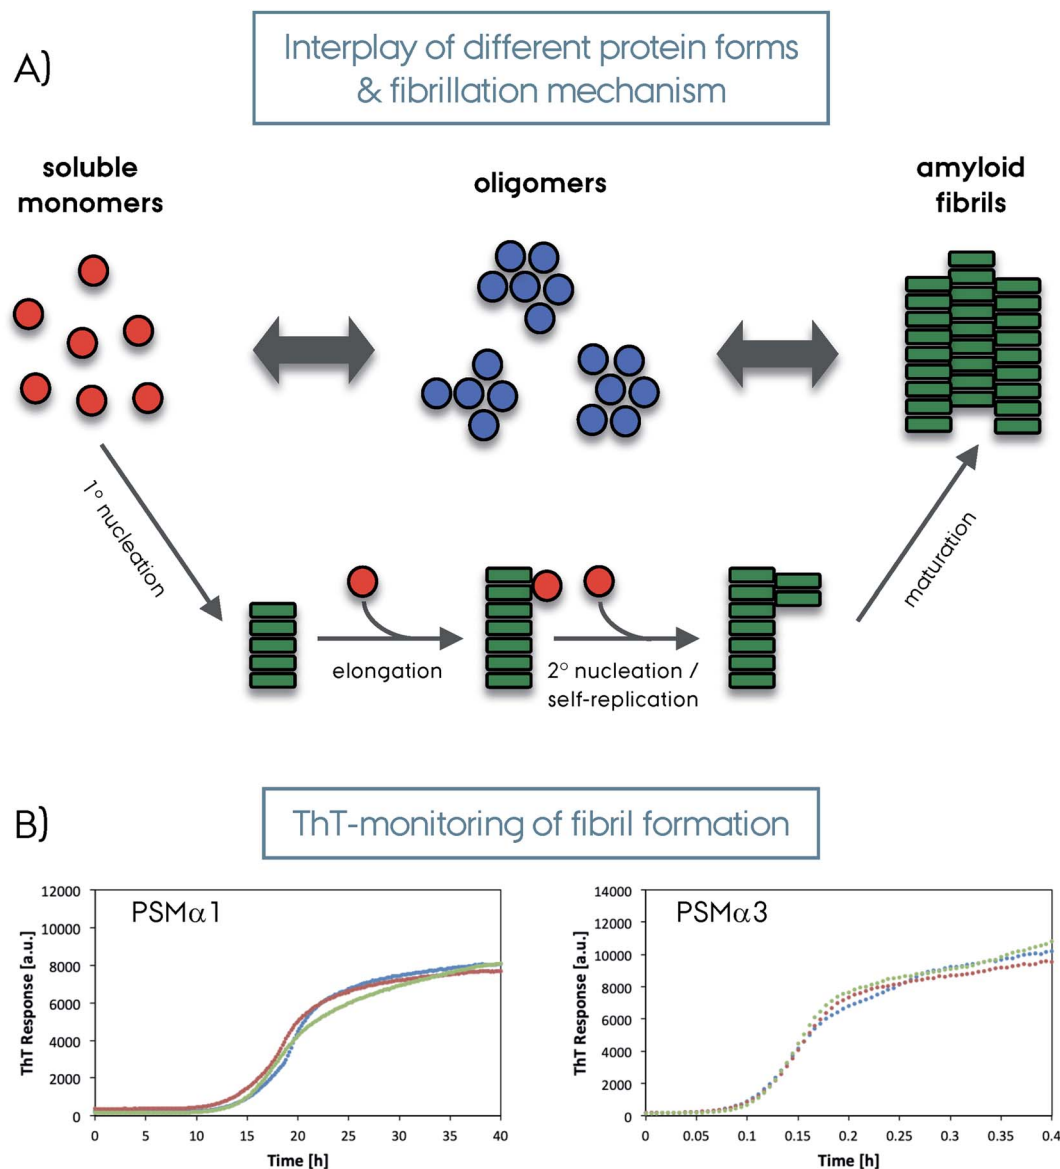 A)
Interplay of different protein forms
& fibrillation mechanism
soluble
monomers
oligomers
amyloid
fibrils
1° nucleation
elongation
2° nucleation /
self-replication
maturation
B)
ThT-monitoring of fibril formation
PSMα1
ThT Response [a.u.]
12000
10000
8000
6000
4000
2000
0
0 5 10 15 20 25 30 35 40
Time [h]
PSMα3
ThT Response [a.u.]
14000
12000
10000
8000
6000
4000
2000
0
0 0.05 0.1 0.15 0.2 0.25 0.3 0.35 0.4
Time [h]